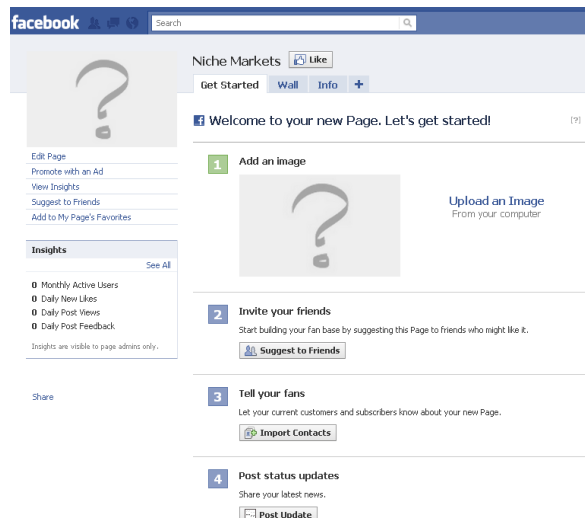 facebook
Search
Niche Markets
Like
Get Started Wall Info +
Welcome to your new Page. Let's get started!
[?]
Edit Page
Promote with an Ad
View Insights
Suggest to Friends
Add to My Page's Favorites
Insights
See All
0 Monthly Active Users
0 Daily New Likes
0 Daily Post Views
0 Daily Post Feedback
Insights are visible to page admins only.
Share
1 Add an image
Upload an Image
From your computer
2 Invite your friends
Start building your fan base by suggesting this Page to friends who might like it.
Suggest to Friends
3 Tell your fans
Let your current customers and subscribers know about your new Page.
Import Contacts
4 Post status updates
Share your latest news.
Post Update